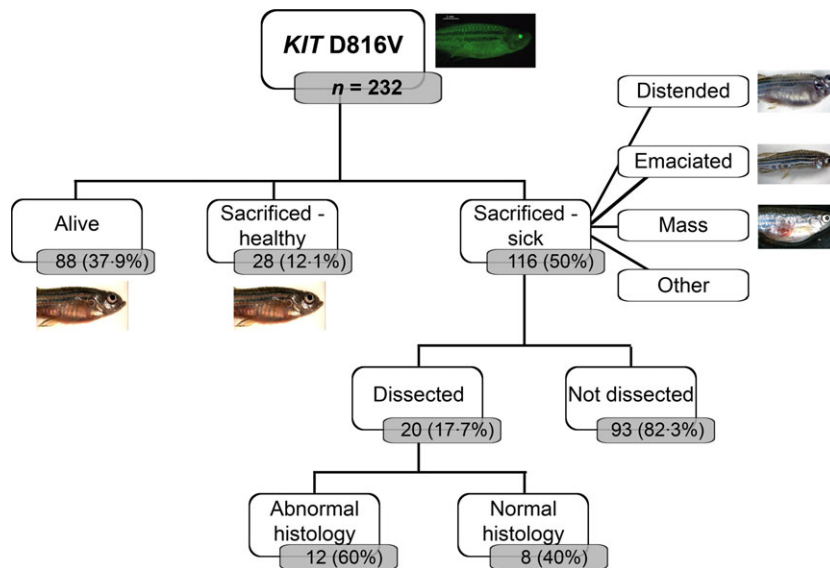 KIT D816V
n = 232
Distended
Emaciated
Mass
Other
Alive
88 (37·9%)
Sacrificed -
healthy
28 (12·1%)
Sacrificed -
sick
116 (50%)
Dissected
20 (17·7%)
Not dissected
93 (82·3%)
Abnormal
histology
12 (60%)
Normal
histology
8 (40%)